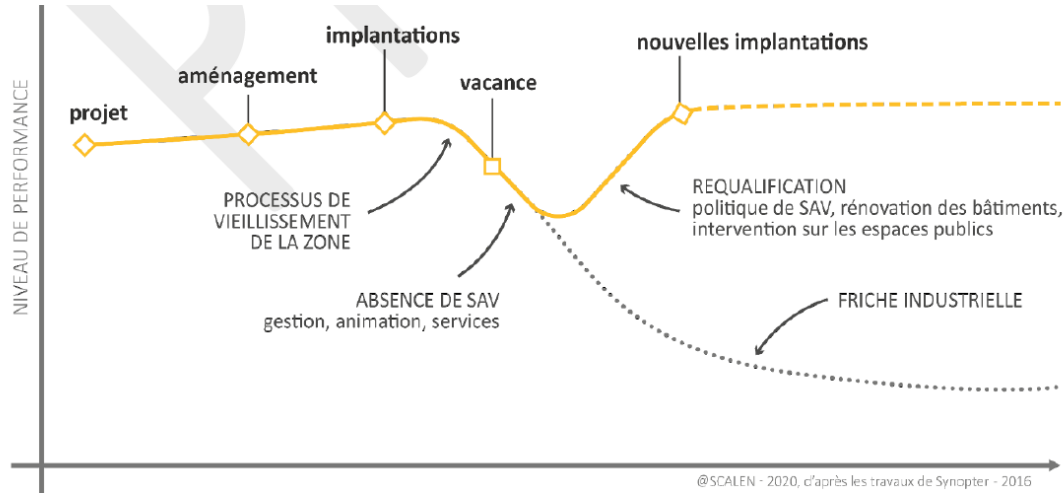 implantations
nouvelles implantations
aménagement
vacance
projet
NIVEAU DE PERFORMANCE
PROCESSUS DE
VIEILLISSEMENT
DE LA ZONE
REQUALIFICATION
politique de SAV, rénovation des bâtiments,
intervention sur les espaces publics
ABSENCE DE SAV
gestion, animation, services
FRICHE INDUSTRIELLE
@SCALEN - 2020, d'après les travaux de Synopter - 2016